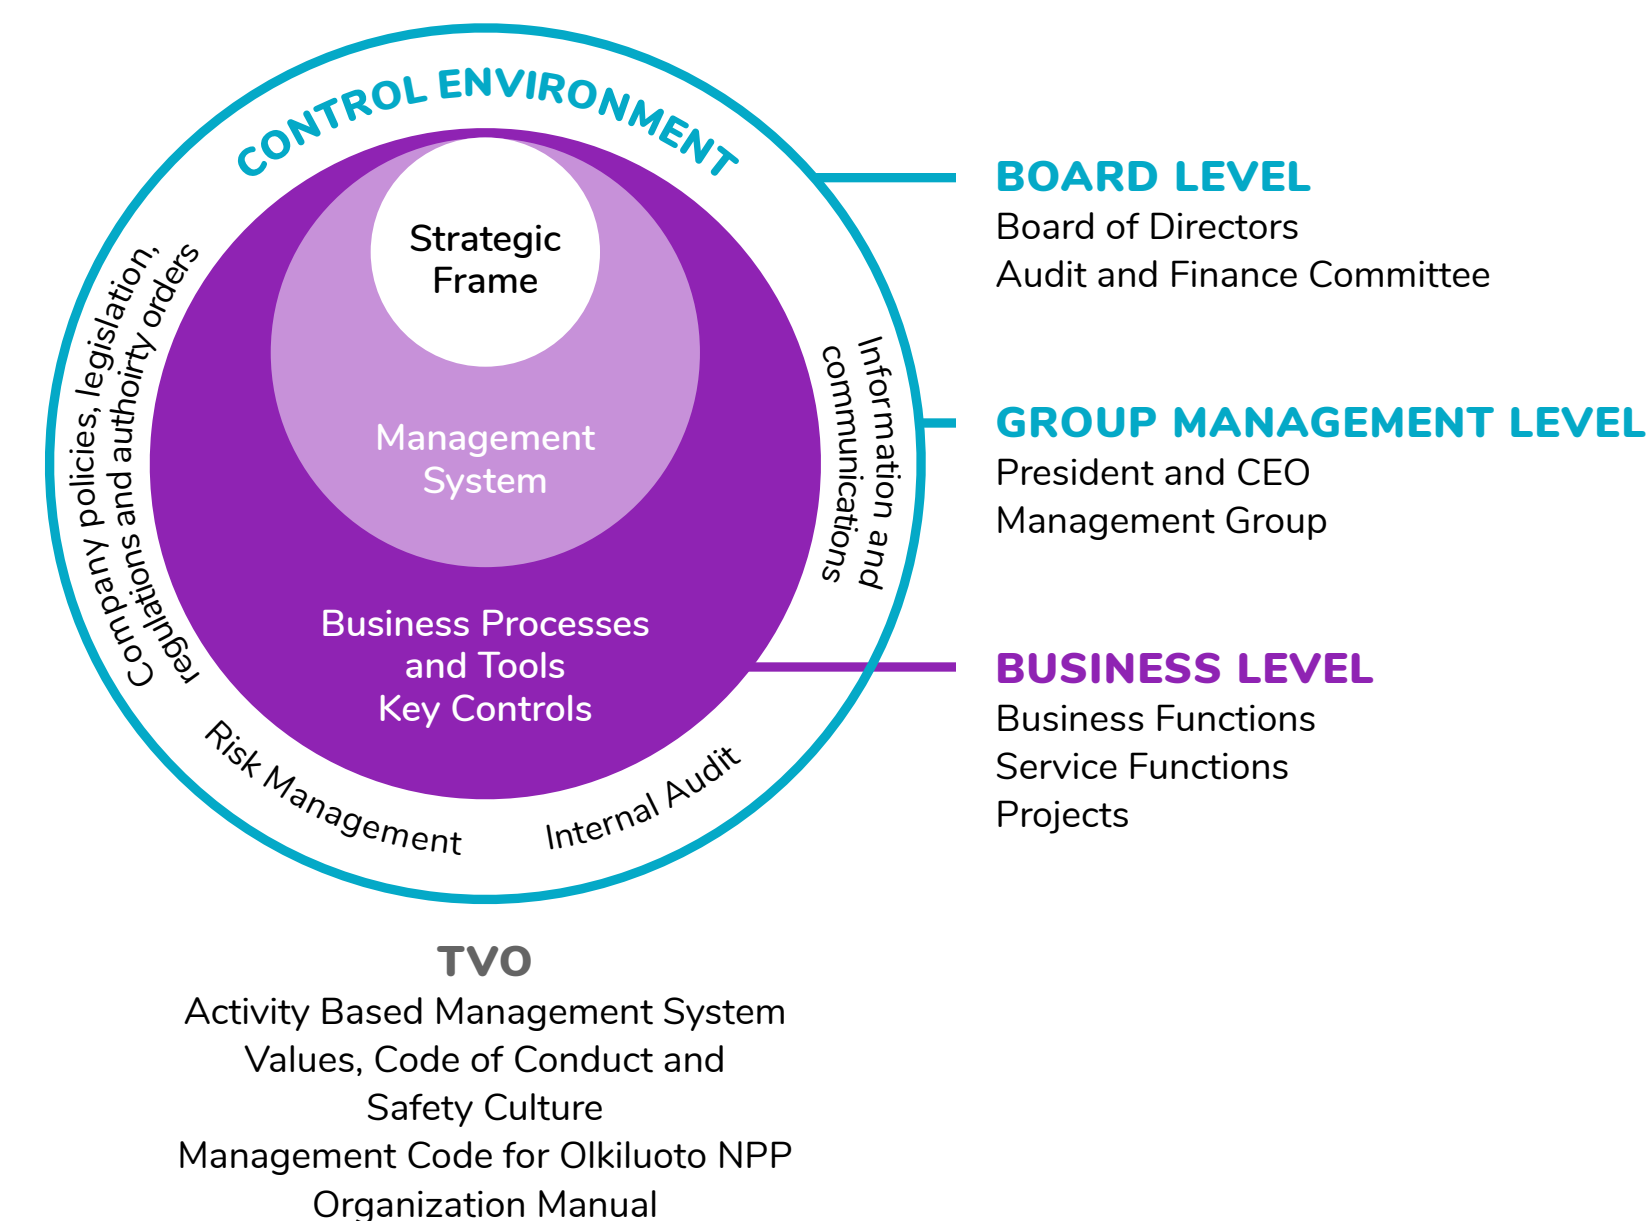 CONTROL ENVIRONMENT
Company policies, legislation,
regulations and authoirty orders
Strategic
Frame
Management
System
Business Processes
and Tools
Key Controls
Information and
communications
Risk Management
Internal Audit
BOARD LEVEL
Board of Directors
Audit and Finance Committee
GROUP MANAGEMENT LEVEL
President and CEO
Management Group
BUSINESS LEVEL
Business Functions
Service Functions
Projects
TVO
Activity Based Management System
Values, Code of Conduct and
Safety Culture
Management Code for Olkiluoto NPP
Organization Manual